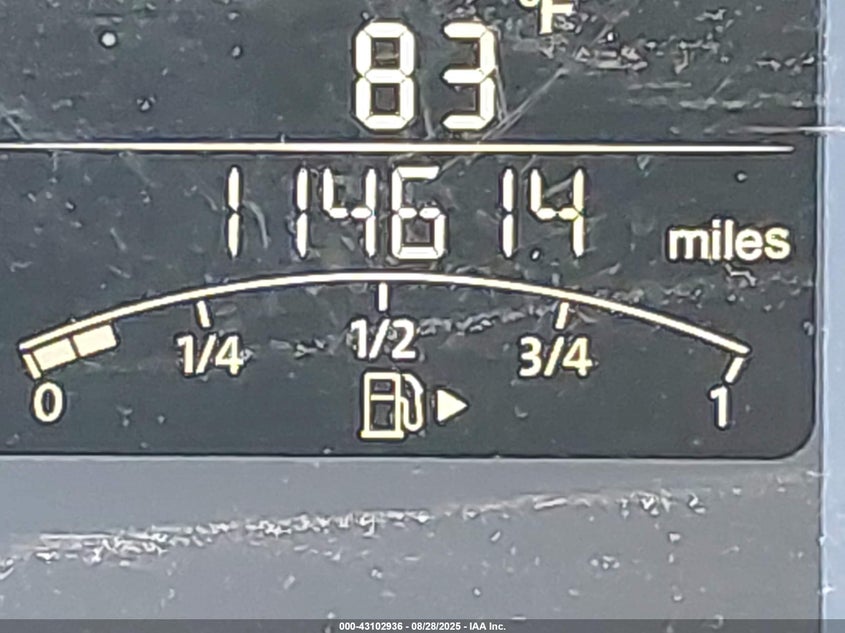 °F
83
114614 miles
0 1/4 1/2 3/4 1
000-43102936 - 08/28/2025 - IAA Inc.